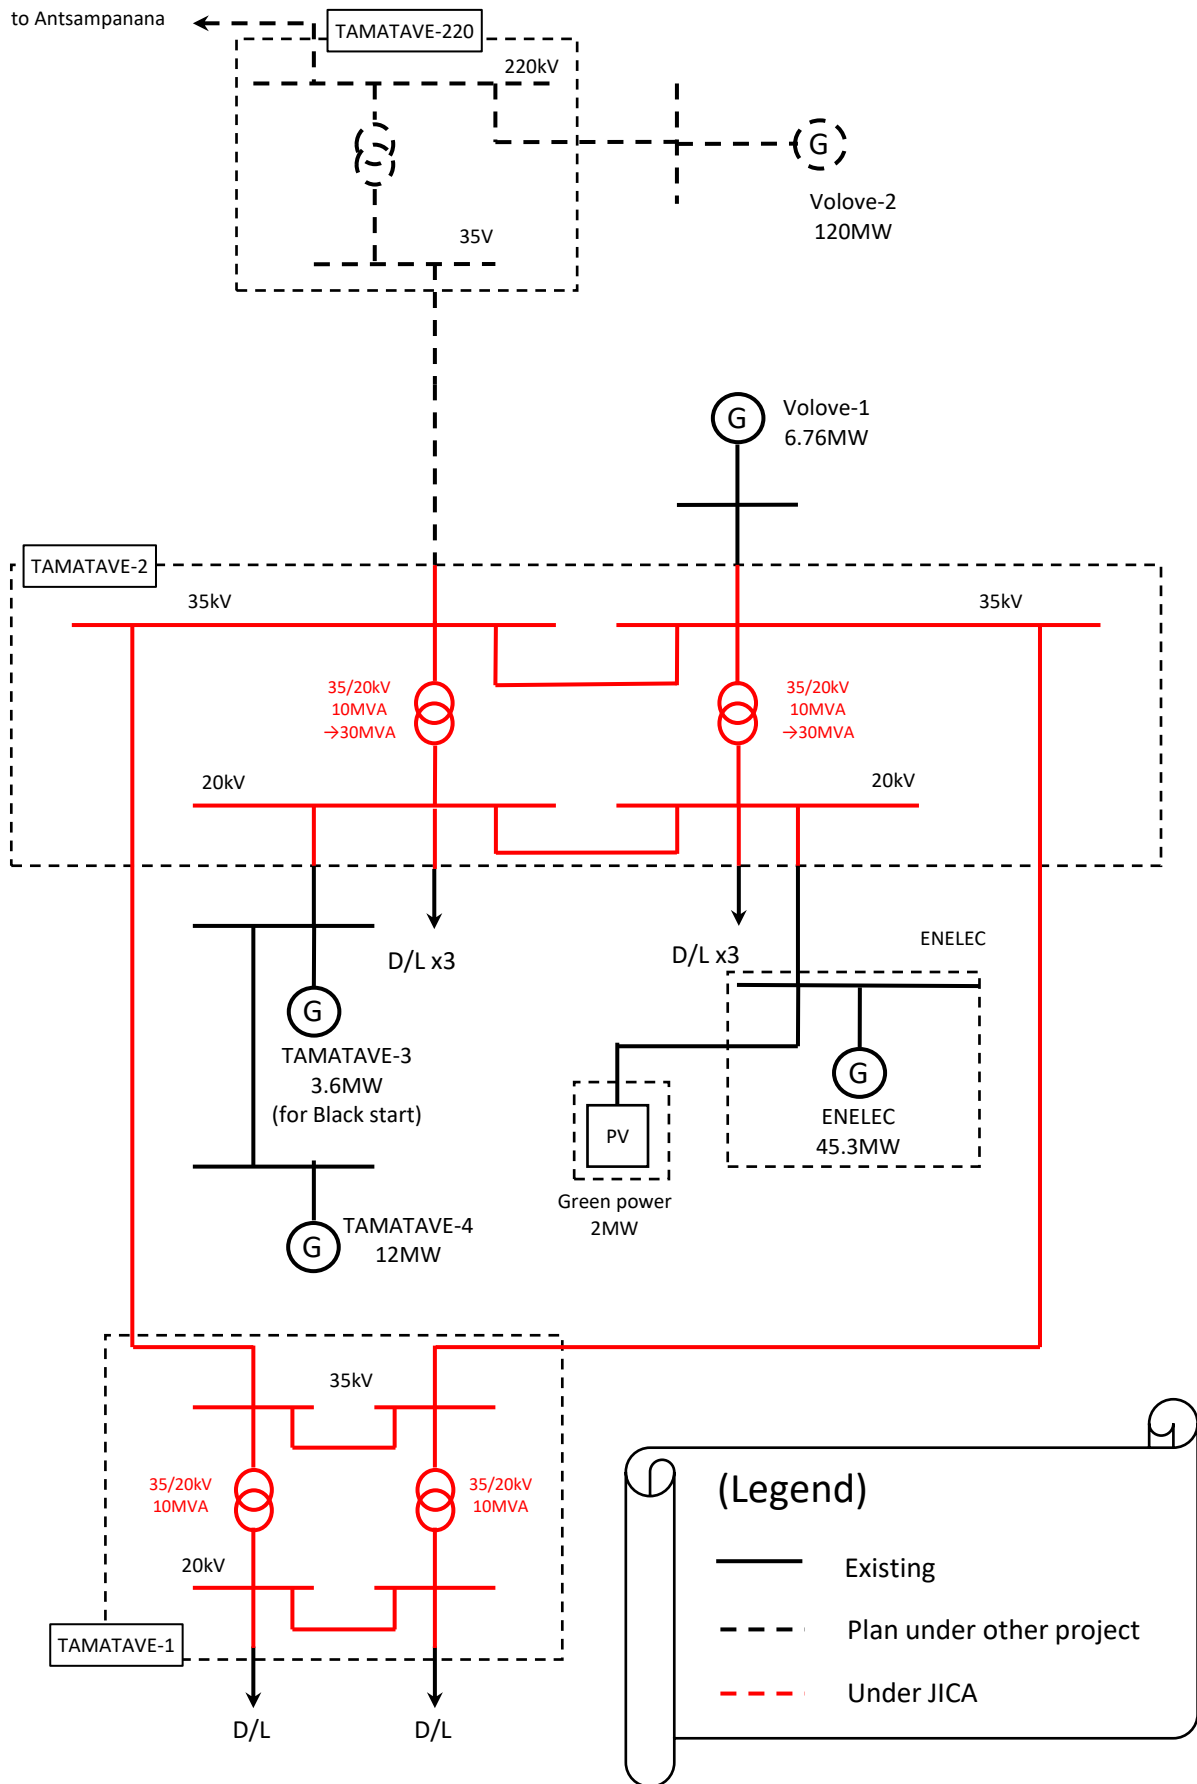 to Antsampanana
TAMATAVE-220
220kV
G
Volove-2
120MW
35V
G
Volove-1
6.76MW
TAMATAVE-2
35kV
35kV
35/20kV
10MVA
→30MVA
35/20kV
10MVA
→30MVA
20kV
20kV
D/L x3
D/L x3
ENELEC
G
TAMATAVE-3
3.6MW
(for Black start)
G
ENELEC
45.3MW
PV
Green power
2MW
G
TAMATAVE-4
12MW
35kV
35/20kV
10MVA
35/20kV
10MVA
20kV
TAMATAVE-1
D/L
D/L
(Legend)
Existing
Plan under other project
Under JICA